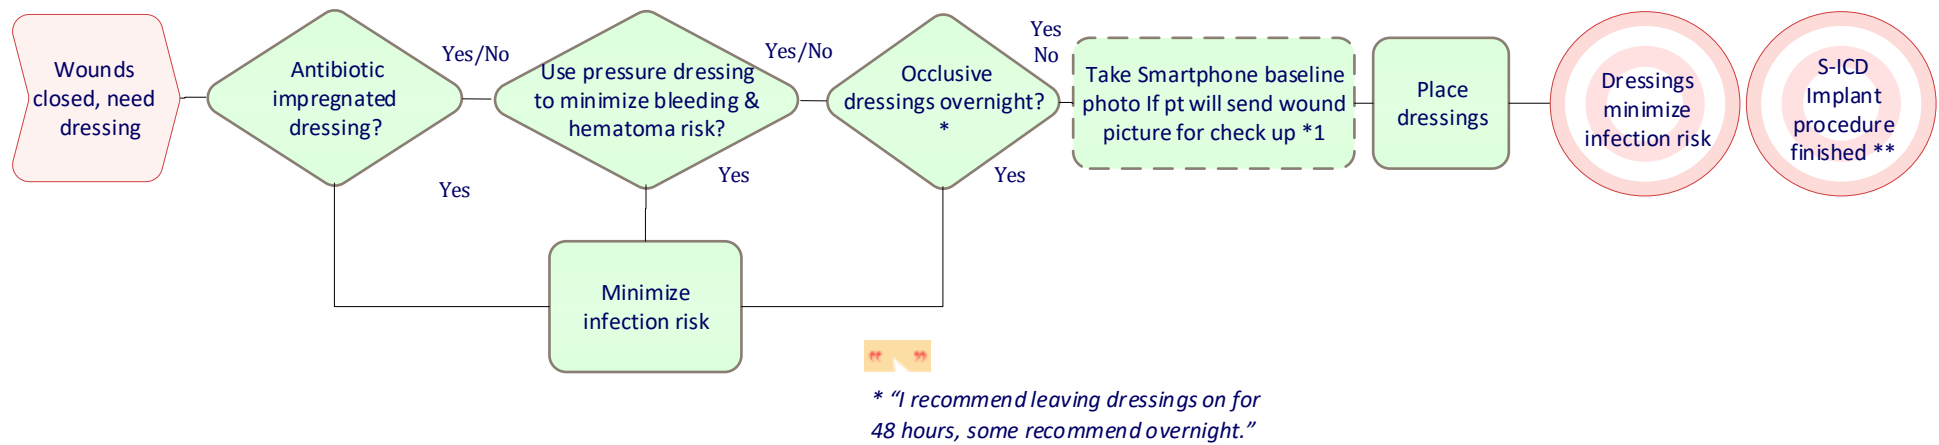 Wounds
closed, need
dressing
Antibiotic
impregnated
dressing?
Yes/No
Yes
Use pressure dressing
to minimize bleeding &
hematoma risk?
Yes/No
Yes
Occlusive
dressings overnight?
*
Yes
No
Yes
Take Smartphone baseline
photo If pt will send wound
picture for check up *1
Place
dressings
Dressings
minimize
infection risk
S-ICD
Implant
procedure
finished **
Minimize
infection risk
“ ”
* “I recommend leaving dressings on for
48 hours, some recommend overnight.”